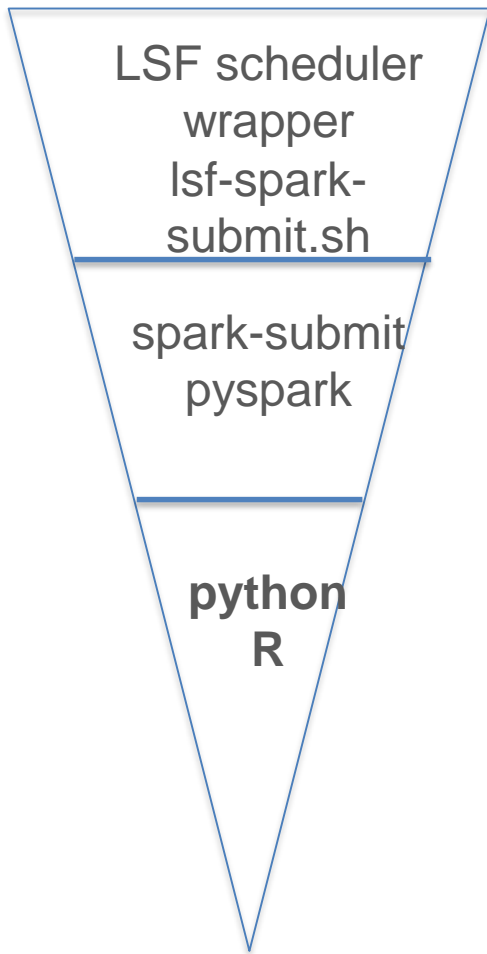 LSF scheduler
wrapper
lsf-spark-
submit.sh
spark-submit
pyspark
python
R